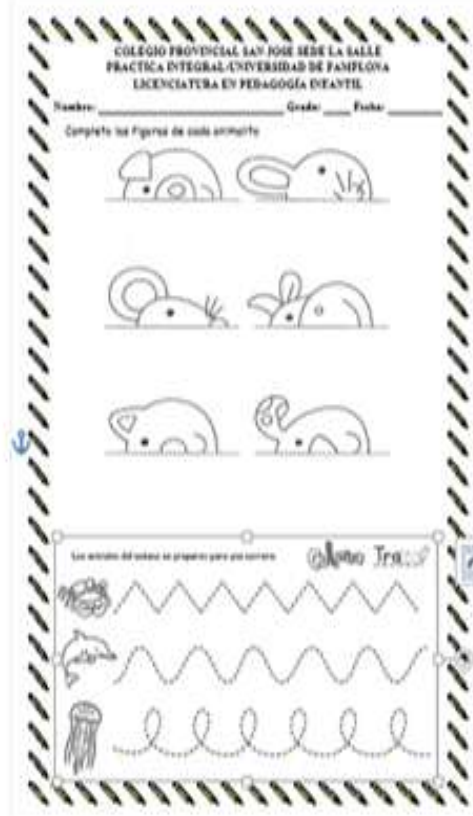 COLEGIO PROVINCIAL SAN JOSE SEDE LA SALLE
PRACTICA INTEGRAL-UNIVERSIDAD DE PAMPLONA
LICENCIATURA EN PEDAGOGÍA INFANTIL
Nombre: Grado: Fecha:
Completo las figuras de cada animalito
Los animales del océano se preparan para una carrera